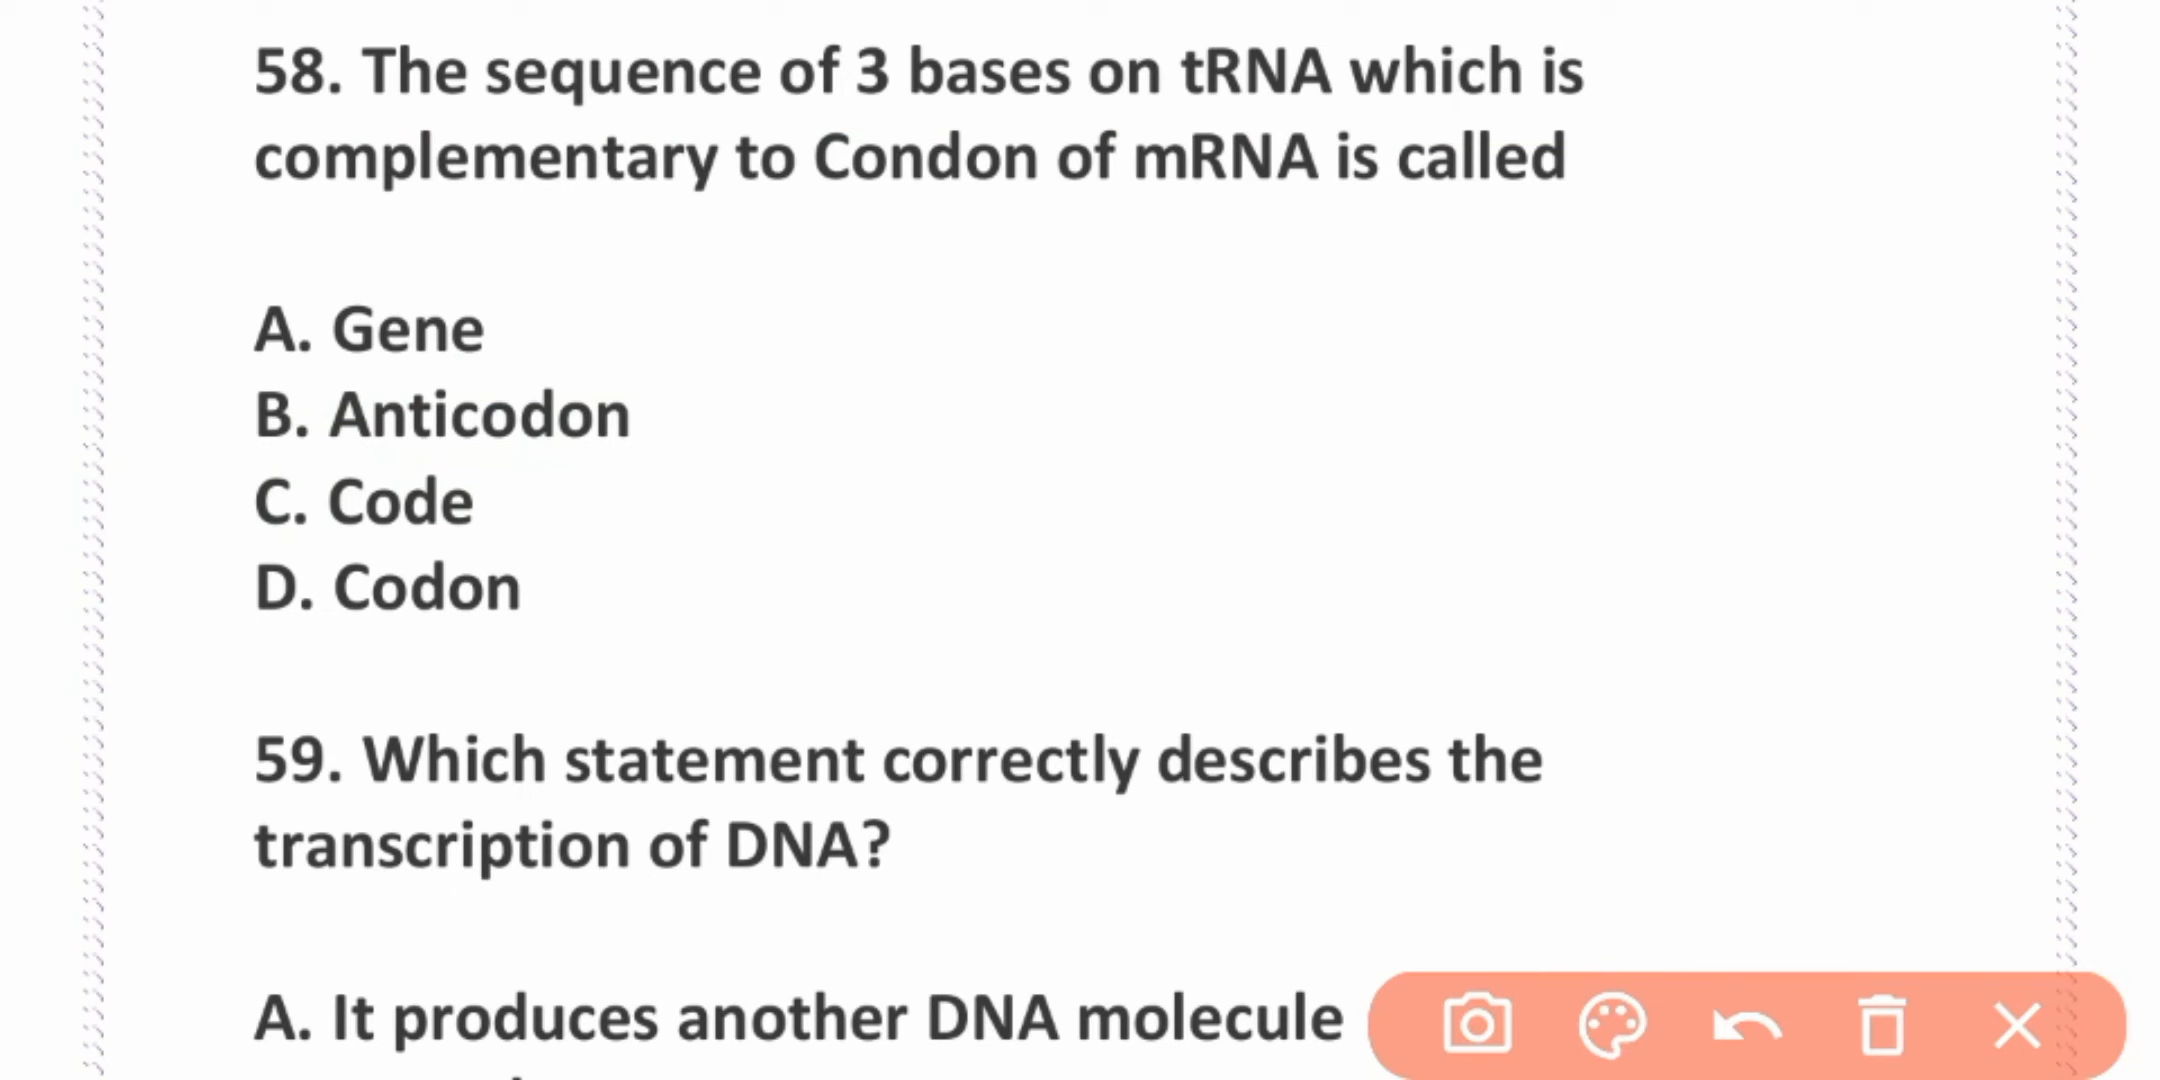 58. The sequence of 3 bases on tRNA which is
complementary to Condon of mRNA is called
A. Gene
B. Anticodon
C. Code
D. Codon
59. Which statement correctly describes the
transcription of DNA?
A. It produces another DNA molecule